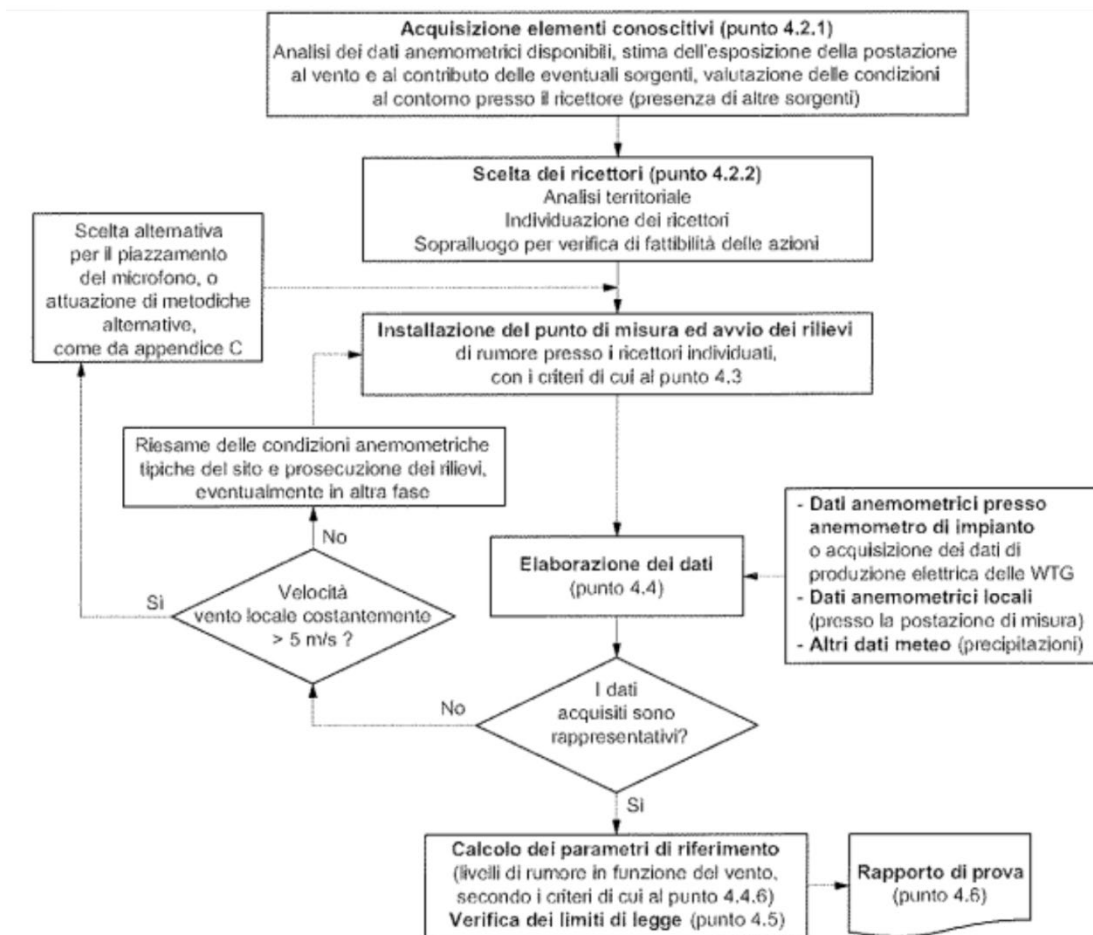 Acquisizione elementi conoscitivi (punto 4.2.1)
Analisi dei dati anemometrici disponibili, stima dell'esposizione della postazione
al vento e al contributo delle eventuali sorgenti, valutazione delle condizioni
al contorno presso il ricettore (presenza di altre sorgenti)
Scelta dei ricettori (punto 4.2.2)
Analisi territoriale
Individuazione dei ricettori
Sopralluogo per verifica di fattibilità delle azioni
Scelta alternativa
per il piazzamento
del microfono, o
attuazione di metodiche
alternative,
come da appendice C
Installazione del punto di misura ed avvio dei rilievi
di rumore presso i ricettori individuati,
con i criteri di cui al punto 4.3
Riesame delle condizioni anemometriche
tipiche del sito e prosecuzione dei rilievi,
eventualmente in altra fase
No
Sì
Velocità
vento locale costantemente
> 5 m/s ?
Elaborazione dei dati
(punto 4.4)
- Dati anemometrici presso
anemometro di impianto
o acquisizione dei dati di
produzione elettrica delle WTG
- Dati anemometrici locali
(presso la postazione di misura)
- Altri dati meteo (precipitazioni)
No
I dati
acquisiti sono
rappresentativi?
Sì
Calcolo dei parametri di riferimento
(livelli di rumore in funzione del vento,
secondo i criteri di cui al punto 4.4.6)
Verifica dei limiti di legge (punto 4.5)
Rapporto di prova
(punto 4.6)